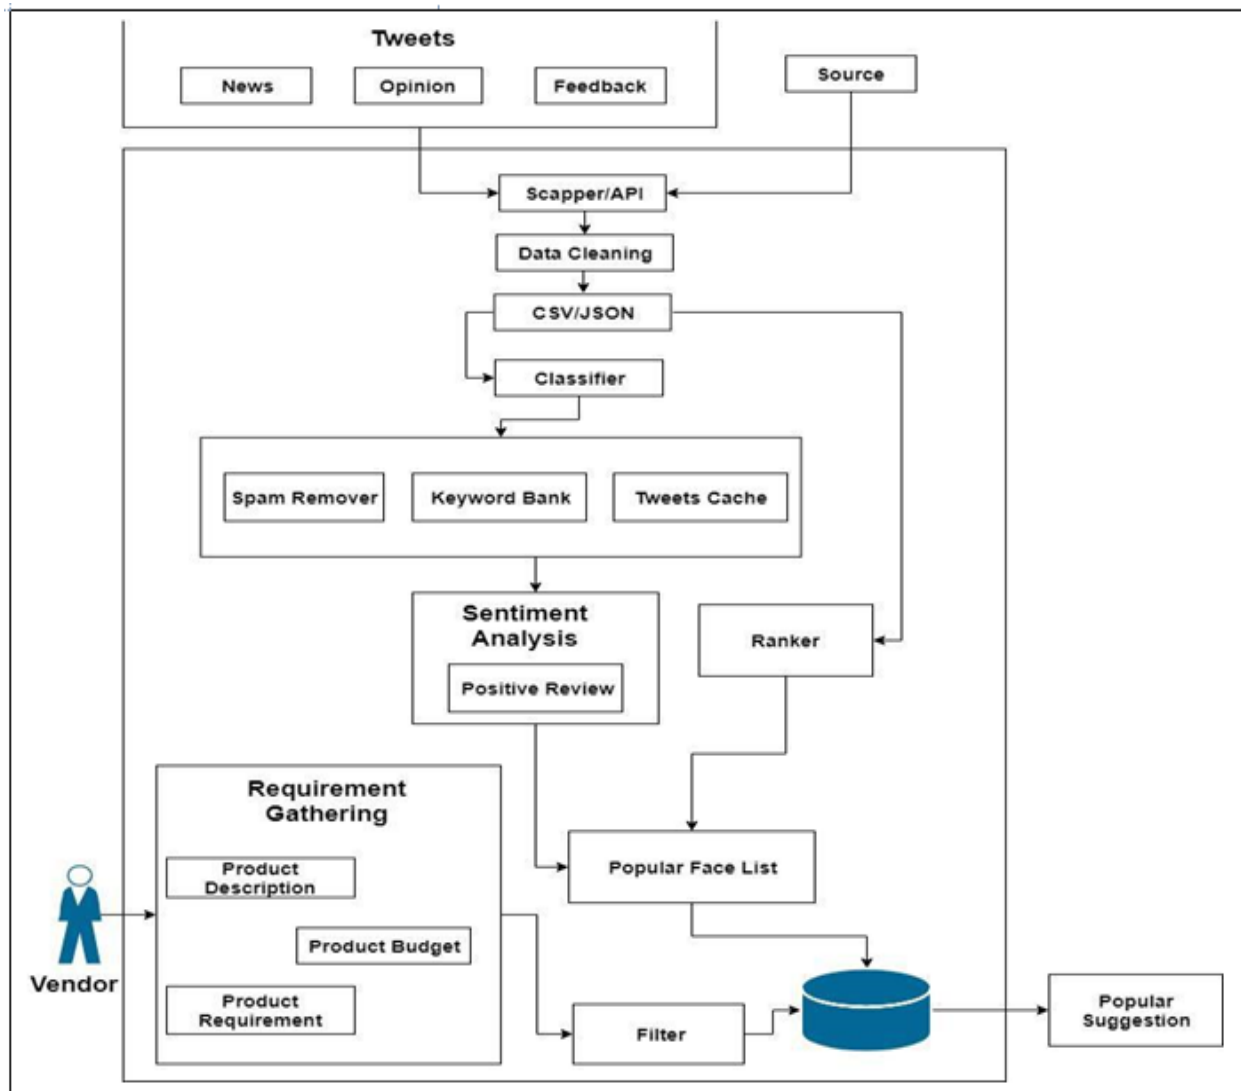 Tweets
News
Opinion
Feedback
Source
Scapper/API
Data Cleaning
CSV/JSON
Classifier
Spam Remover
Keyword Bank
Tweets Cache
Sentiment
Analysis
Positive Review
Ranker
Requirement
Gathering
Product
Description
Product Budget
Product
Requirement
Vendor
Popular Face List
Filter
Popular
Suggestion